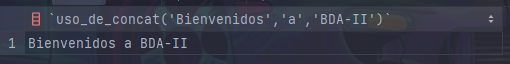 `uso_de_concat('Bienvenidos','a','BDA-II')`
1 Bienvenidos a BDA-II